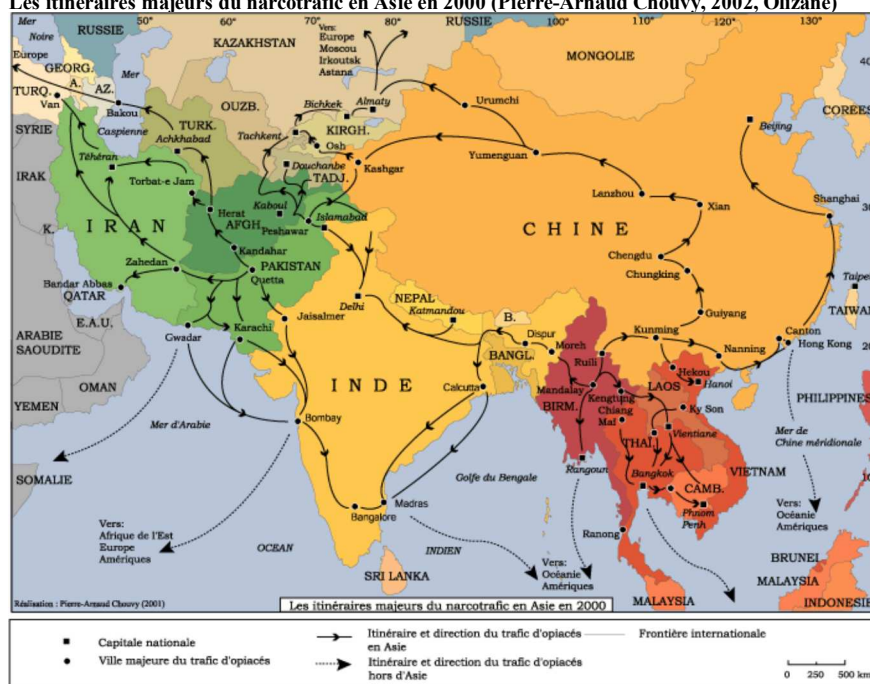 Les itinéraires majeurs du narcotrafic en Asie en 2000 (Pierre-Arnaud Chouvy, 2002, Olizane)
50°
60°
70°
80°
90°
100°
110°
120°
130°
Mer
Noire
Europe
RUSSIE
KAZAKHSTAN
Vers:
Europe
Moscou
Irkoutsk
Astana
RUSSIE
MONGOLIE
40
GEORG.
A.
AZ.
Mer
Caspienne
TURQ.
Van
Bakou
OUZB.
Bichkek
Almaty
Urumchi
COREES
SYRIE
TURK.
Achkhabad
Tachkent
KIRGH.
Osh
Beijing
Téhéran
Douchanbe
TADJ.
Kashgar
Yumenguan
IRAK
Torbat-e Jam
Lanzhou
Xian
Shanghai
30
Kaboul
Islamabad
Herat
AFGH.
Peshawar
IRAN
CHINE
K.
Kandahar
Chengdu
Zahedan
PAKISTAN
Chungking
Quetta
Bandar Abbas
QATAR
Delhi
NEPAL
Katmandou
B.
Taipei
E.A.U.
Jaisalmer
Guiyang
TAIWAN
Gwadar
Karachi
Dispur
Kunming
Canton
ARABIE
SAOUDITE
BANGL.
Moreh
Ruili
Nanning
Hong Kong
20
Hekou
OMAN
INDE
Calcutta
Mandalay
LAOS
Hanoi
YEMEN
BIRM.
Kengtung
Chiang
Mai
Ky Son
PHILIPPINES
Mer d'Arabie
Bombay
THAI.
Vientiane
Mer de
Chine méridionale
SOMALIE
Rangoun
Bangkok
VIETNAM
Golfe du Bengale
CAMB.
Phnom
Penh
10
Vers:
Afrique de l'Est
Europe
Amériques
Bangalore
Madras
Vers:
Océanie
Amériques
Ranong
OCEAN
INDIEN
Vers:
Océanie
Amériques
BRUNEI
SRI LANKA
MALAYSIA
MALAYSIA
INDONESIE
Réalisation : Pierre-Arnaud Chouvy (2001)
Les itinéraires majeurs du narcotrafic en Asie en 2000
Capitale nationale
Ville majeure du trafic d'opiacés
Itinéraire et direction du trafic d'opiacés
en Asie
Itinéraire et direction du trafic d'opiacés
hors d'Asie
Frontière internationale
0 250 500 km